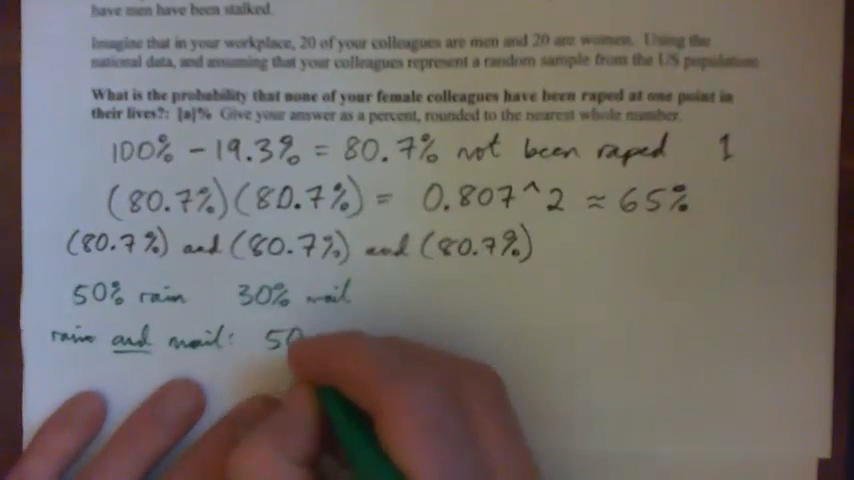 have men have been stalked.
Imagine that in your workplace, 20 of your colleagues are men and 20 are women. Using the
national data, and assuming that your colleagues represent a random sample from the US population:
What is the probability that none of your female colleagues have been raped at one point in
their lives?: [a]% Give your answer as a percent, rounded to the nearest whole number.
100% - 19.3% = 80.7% not been raped 1
(80.7%)(80.7%) = 0.807^2 ≈ 65%
(80.7%) and (80.7%) and (80.7%)
50% rain 30% mail
rain and mail: 50